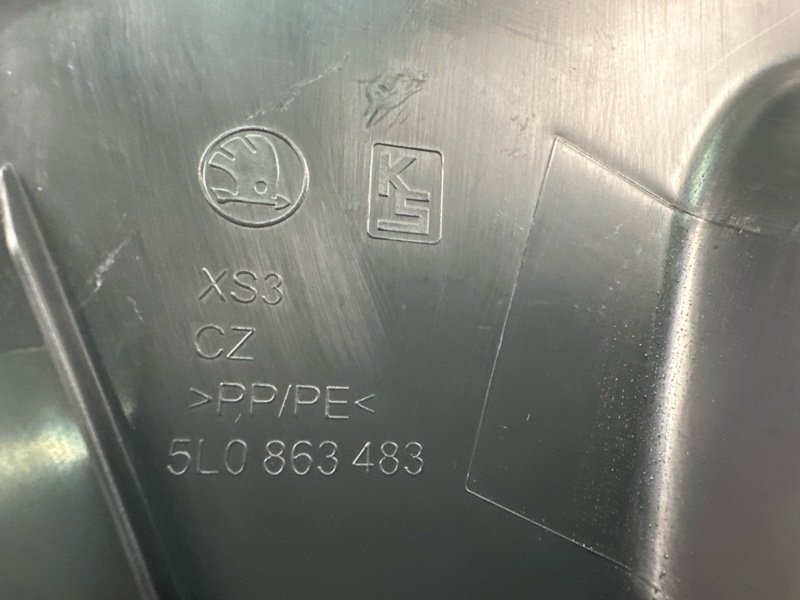 KS
XS3
CZ
>PP/PE<
5L0 863 483